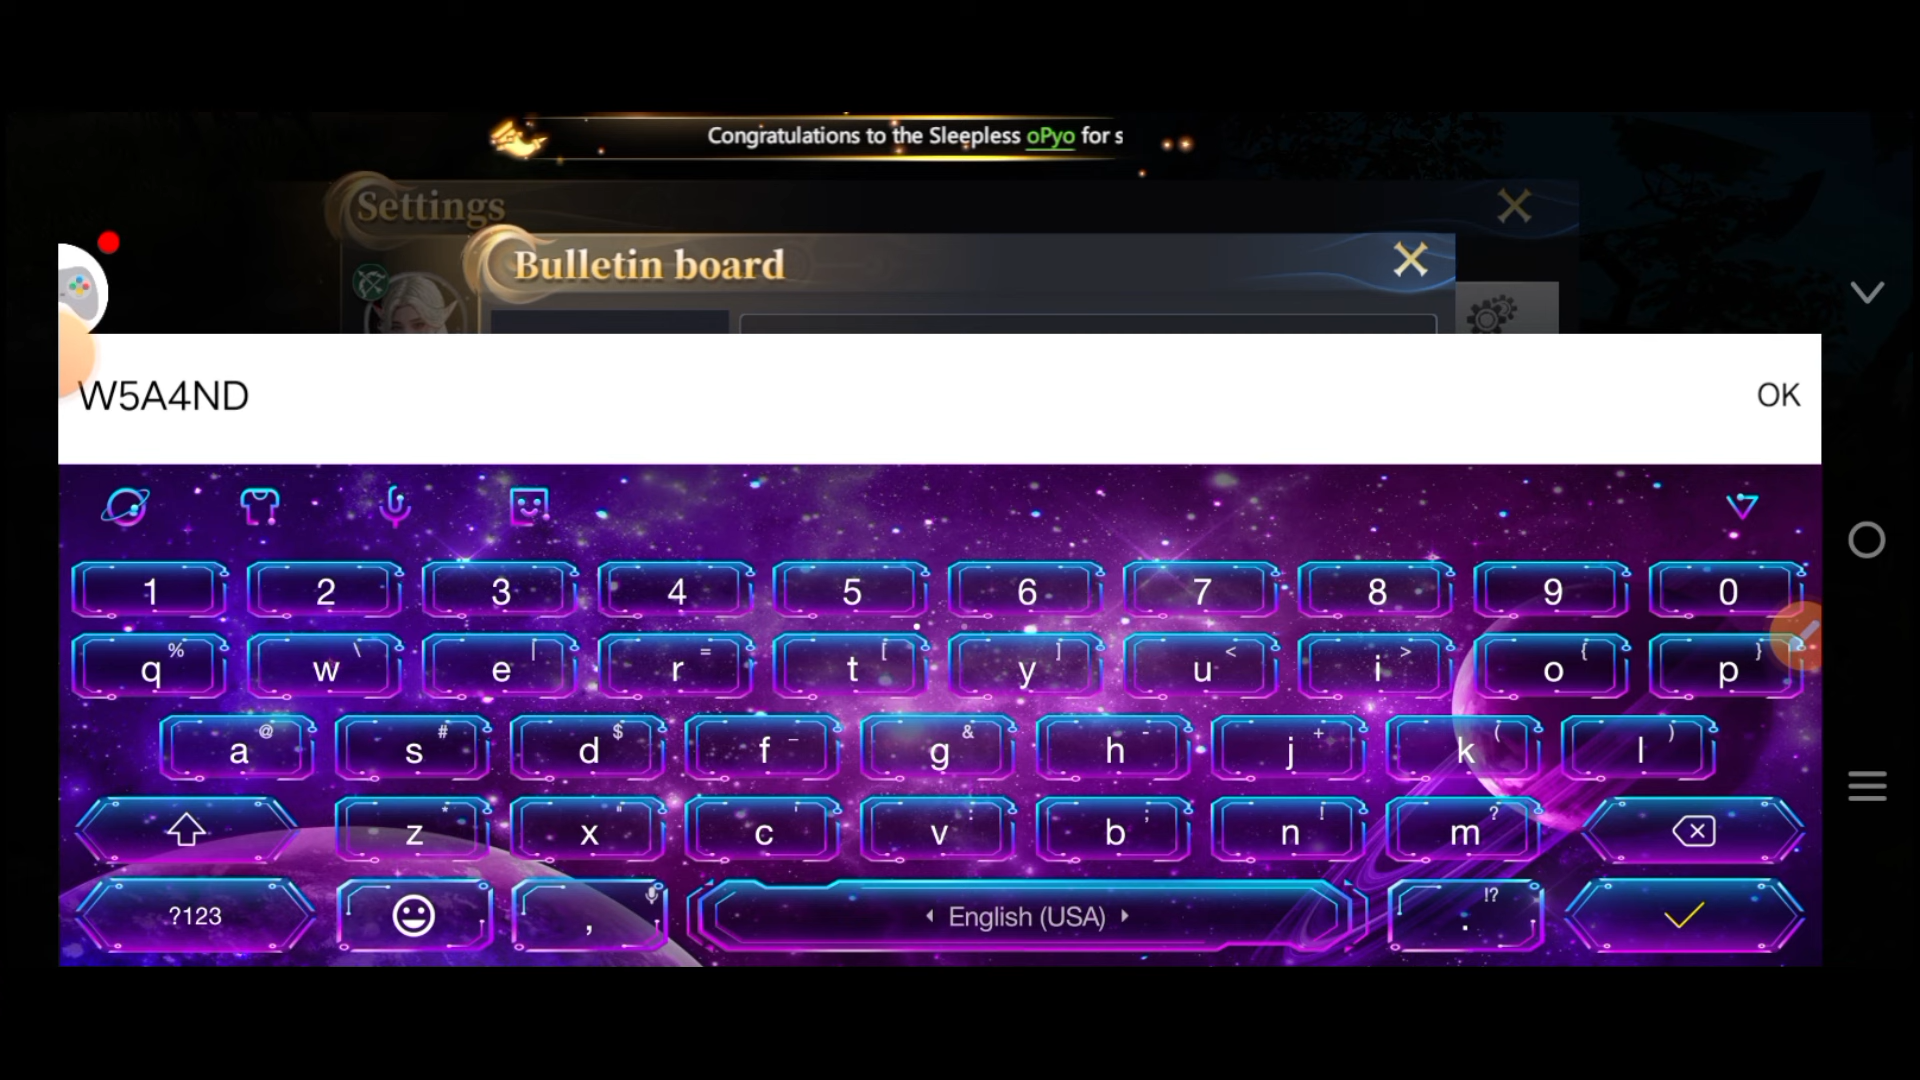 Congratulations to the Sleepless oPyo for s
Settings
Bulletin board
W5A4ND
OK
1 2 3 4 5 6 7 8 9 0
q % w \ e | r = t [ y ] u < i > o { p }
a @ s # d $ f _ g & h - j + k ( l )
z * x " c ' v : b ; n ! m ?
?123 , English (USA) . !?